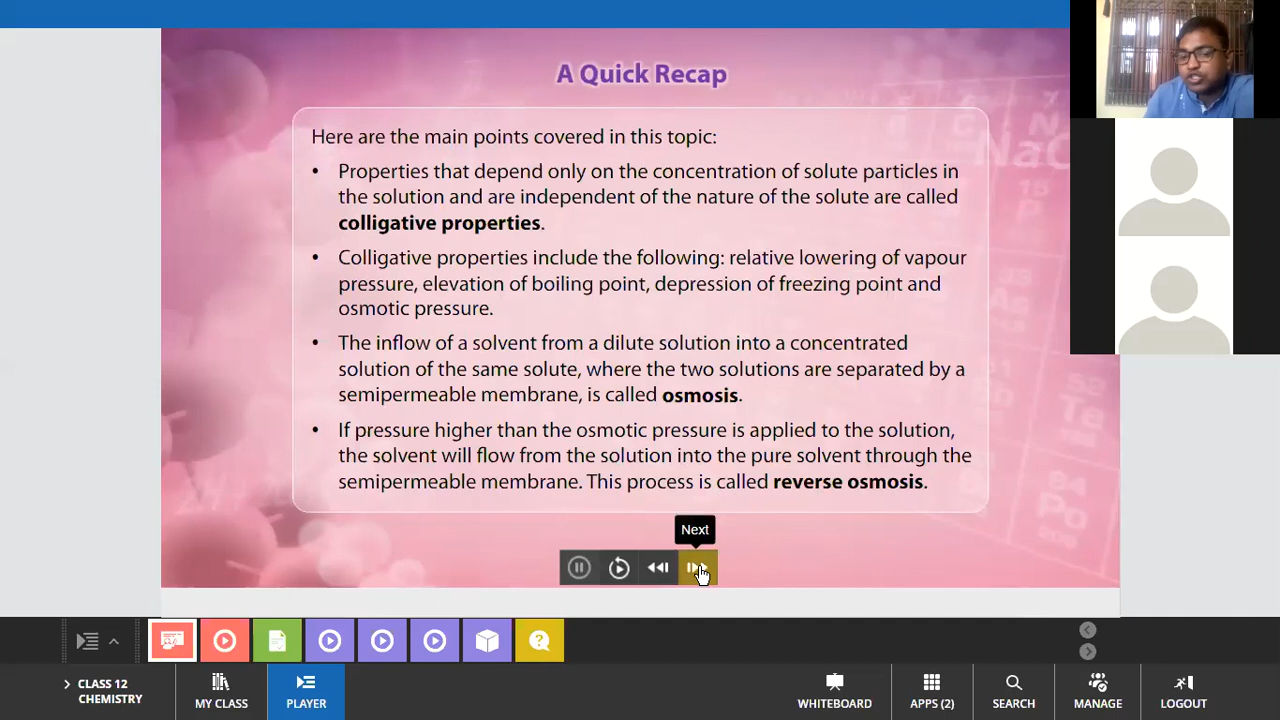 A Quick Recap
Here are the main points covered in this topic:
• Properties that depend only on the concentration of solute particles in
the solution and are independent of the nature of the solute are called
colligative properties.
• Colligative properties include the following: relative lowering of vapour
pressure, elevation of boiling point, depression of freezing point and
osmotic pressure.
• The inflow of a solvent from a dilute solution into a concentrated
solution of the same solute, where the two solutions are separated by a
semipermeable membrane, is called osmosis.
• If pressure higher than the osmotic pressure is applied to the solution,
the solvent will flow from the solution into the pure solvent through the
semipermeable membrane. This process is called reverse osmosis.
Next
CLASS 12
CHEMISTRY
MY CLASS
PLAYER
WHITEBOARD
APPS (2)
SEARCH
MANAGE
LOGOUT